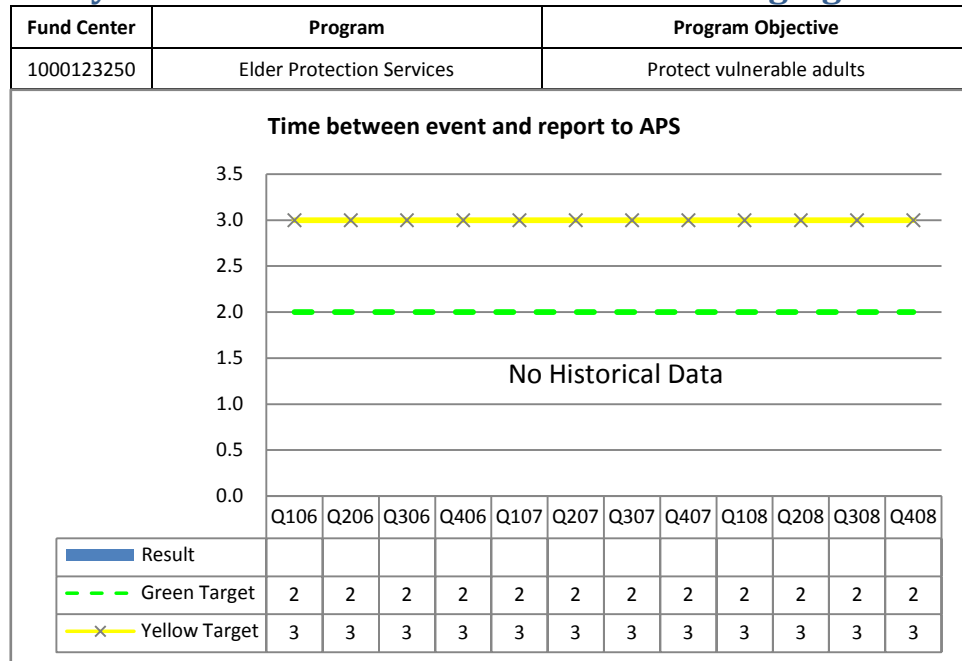 Fund Center Program Program Objective
1000123250 Elder Protection Services Protect vulnerable adults
Time between event and report to APS
3.5
3.0
2.5
2.0
1.5
1.0
0.5
0.0
No Historical Data
Q106 Q206 Q306 Q406 Q107 Q207 Q307 Q407 Q108 Q208 Q308 Q408
Result
Green Target 2 2 2 2 2 2 2 2 2 2 2 2
Yellow Target 3 3 3 3 3 3 3 3 3 3 3 3